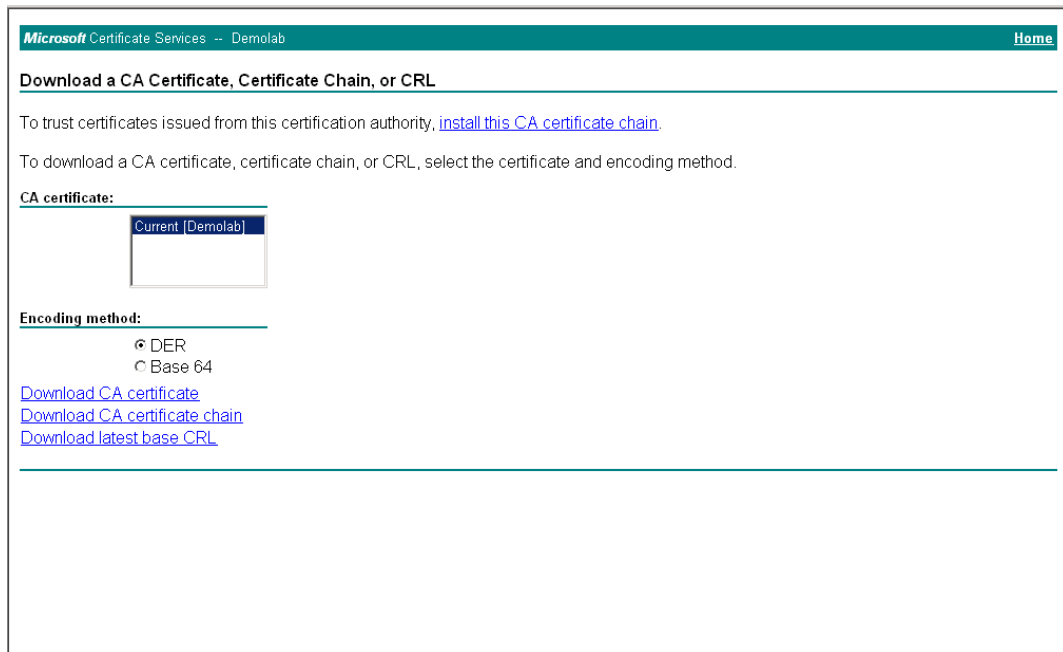 Microsoft Certificate Services -- Demolab Home
Download a CA Certificate, Certificate Chain, or CRL
To trust certificates issued from this certification authority, install this CA certificate chain.
To download a CA certificate, certificate chain, or CRL, select the certificate and encoding method.
CA certificate:
Current [Demolab]
Encoding method:
DER
Base 64
Download CA certificate
Download CA certificate chain
Download latest base CRL